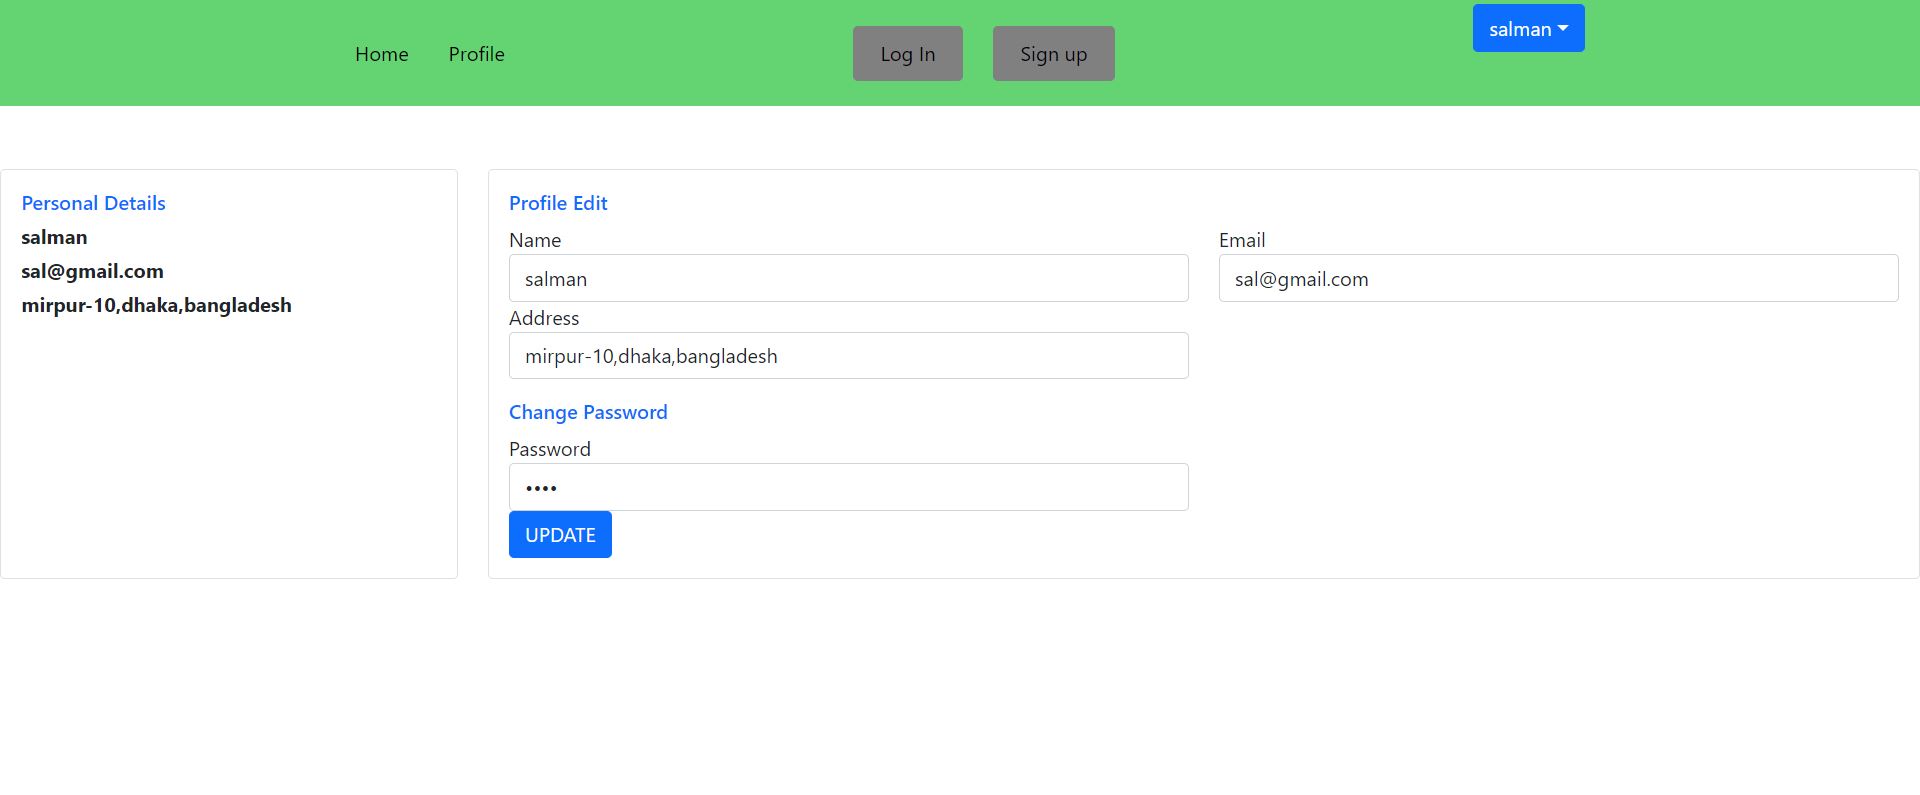 Home Profile Log In Sign up salman
Personal Details
salman
sal@gmail.com
mirpur-10,dhaka,bangladesh
Profile Edit
Name
salman
Email
sal@gmail.com
Address
mirpur-10,dhaka,bangladesh
Change Password
Password
••••
UPDATE